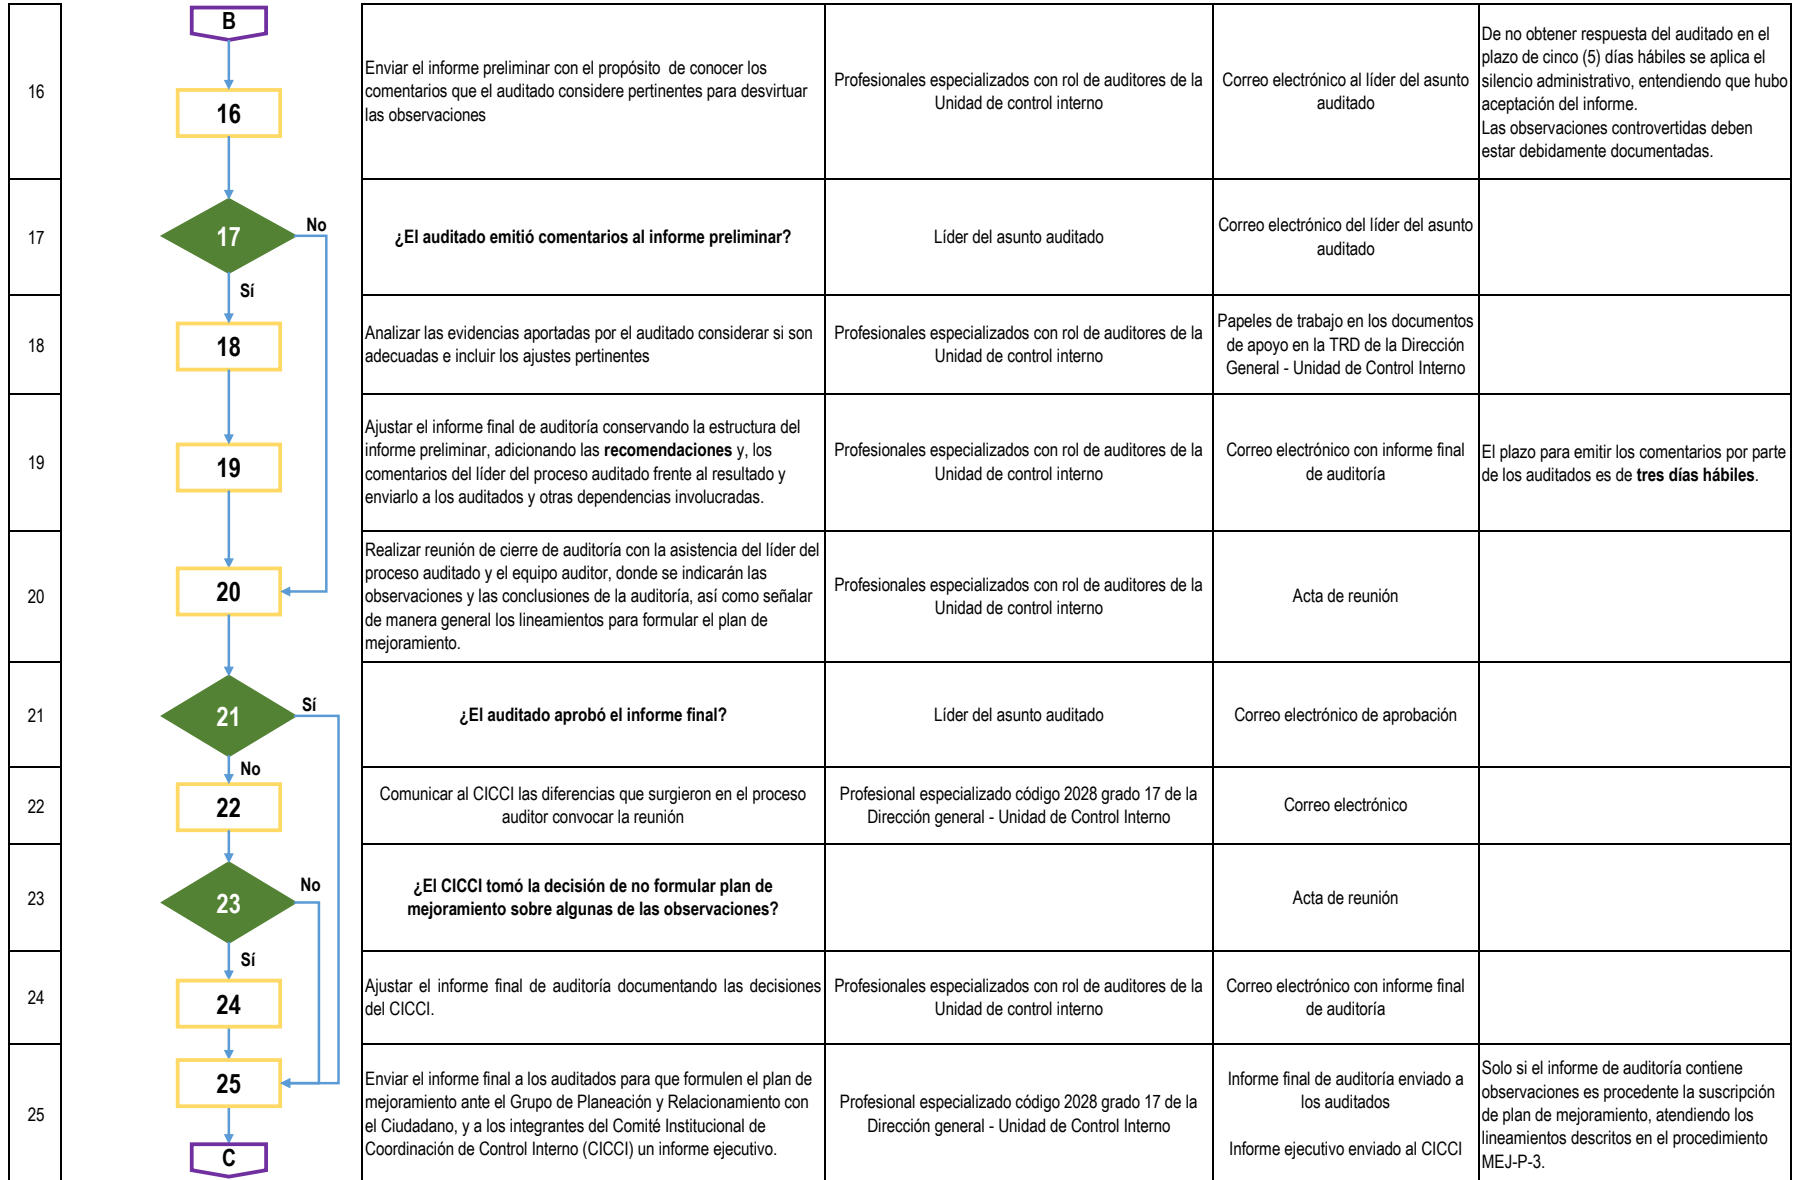 B
16
16
Enviar el informe preliminar con el propósito de conocer los
comentarios que el auditado considere pertinentes para desvirtuar
las observaciones
Profesionales especializados con rol de auditores de la
Unidad de control interno
Correo electrónico al líder del asunto
auditado
De no obtener respuesta del auditado en el
plazo de cinco (5) días hábiles se aplica el
silencio administrativo, entendiendo que hubo
aceptación del informe.
Las observaciones controvertidas deben
estar debidamente documentadas.
17
17
No
Sí
¿El auditado emitió comentarios al informe preliminar?
Líder del asunto auditado
Correo electrónico del líder del asunto
auditado
18
18
Analizar las evidencias aportadas por el auditado considerar si son
adecuadas e incluir los ajustes pertinentes
Profesionales especializados con rol de auditores de la
Unidad de control interno
Papeles de trabajo en los documentos
de apoyo en la TRD de la Dirección
General - Unidad de Control Interno
19
19
Ajustar el informe final de auditoría conservando la estructura del
informe preliminar, adicionando las recomendaciones y, los
comentarios del líder del proceso auditado frente al resultado y
enviarlo a los auditados y otras dependencias involucradas.
Profesionales especializados con rol de auditores de la
Unidad de control interno
Correo electrónico con informe final
de auditoría
El plazo para emitir los comentarios por parte
de los auditados es de tres días hábiles.
20
20
Realizar reunión de cierre de auditoría con la asistencia del líder del
proceso auditado y el equipo auditor, donde se indicarán las
observaciones y las conclusiones de la auditoría, así como señalar
de manera general los lineamientos para formular el plan de
mejoramiento.
Profesionales especializados con rol de auditores de la
Unidad de control interno
Acta de reunión
21
21
Sí
No
¿El auditado aprobó el informe final?
Líder del asunto auditado
Correo electrónico de aprobación
22
22
Comunicar al CICCI las diferencias que surgieron en el proceso
auditor convocar la reunión
Profesional especializado código 2028 grado 17 de la
Dirección general - Unidad de Control Interno
Correo electrónico
23
23
No
Sí
¿El CICCI tomó la decisión de no formular plan de
mejoramiento sobre algunas de las observaciones?
Acta de reunión
24
24
Ajustar el informe final de auditoría documentando las decisiones
del CICCI.
Profesionales especializados con rol de auditores de la
Unidad de control interno
Correo electrónico con informe final
de auditoría
25
25
Enviar el informe final a los auditados para que formulen el plan de
mejoramiento ante el Grupo de Planeación y Relacionamiento con
el Ciudadano, y a los integrantes del Comité Institucional de
Coordinación de Control Interno (CICCI) un informe ejecutivo.
Profesional especializado código 2028 grado 17 de la
Dirección general - Unidad de Control Interno
Informe final de auditoría enviado a
los auditados
Informe ejecutivo enviado al CICCI
Solo si el informe de auditoría contiene
observaciones es procedente la suscripción
de plan de mejoramiento, atendiendo los
lineamientos descritos en el procedimiento
MEJ-P-3.
C